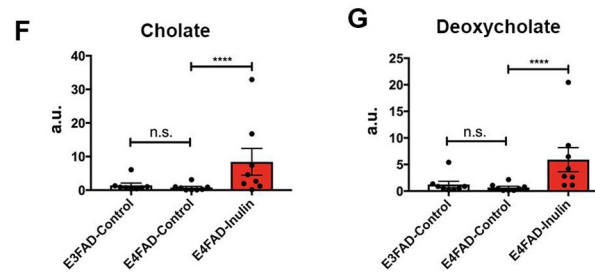 F
Cholate
a.u.
40
30
20
10
0
n.s.
****
E3FAD-Control
E4FAD-Control
E4FAD-Inulin
G
Deoxycholate
a.u.
25
20
15
10
5
0
n.s.
****
E3FAD-Control
E4FAD-Control
E4FAD-Inulin